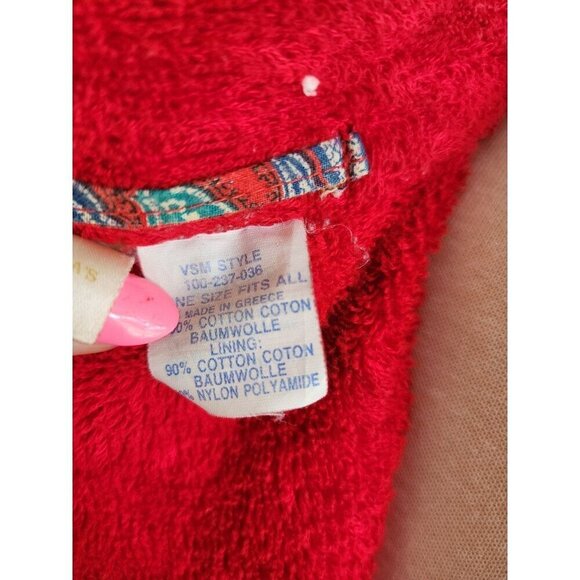 VSM STYLE
100-237-036
NE SIZE FITS ALL
MADE IN GREECE
0% COTTON COTON
BAUMWOLLE
LINING:
90% COTTON COTON
BAUMWOLLE
% NYLON POLYAMIDE